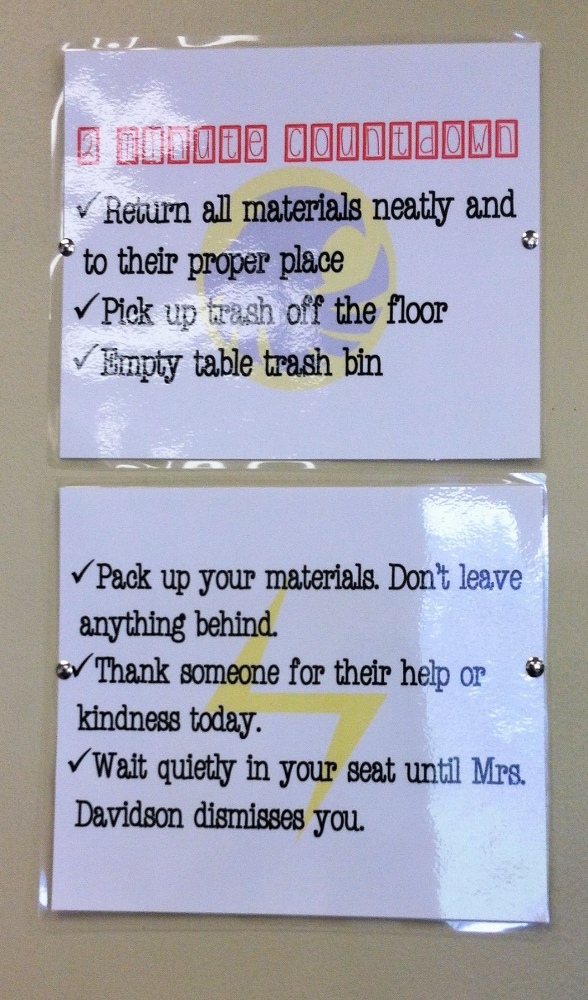 2 minute countdown
✓Return all materials neatly and
to their proper place
✓Pick up trash off the floor
✓Empty table trash bin
✓Pack up your materials. Don't leave
anything behind.
✓Thank someone for their help or
kindness today.
✓Wait quietly in your seat until Mrs.
Davidson dismisses you.